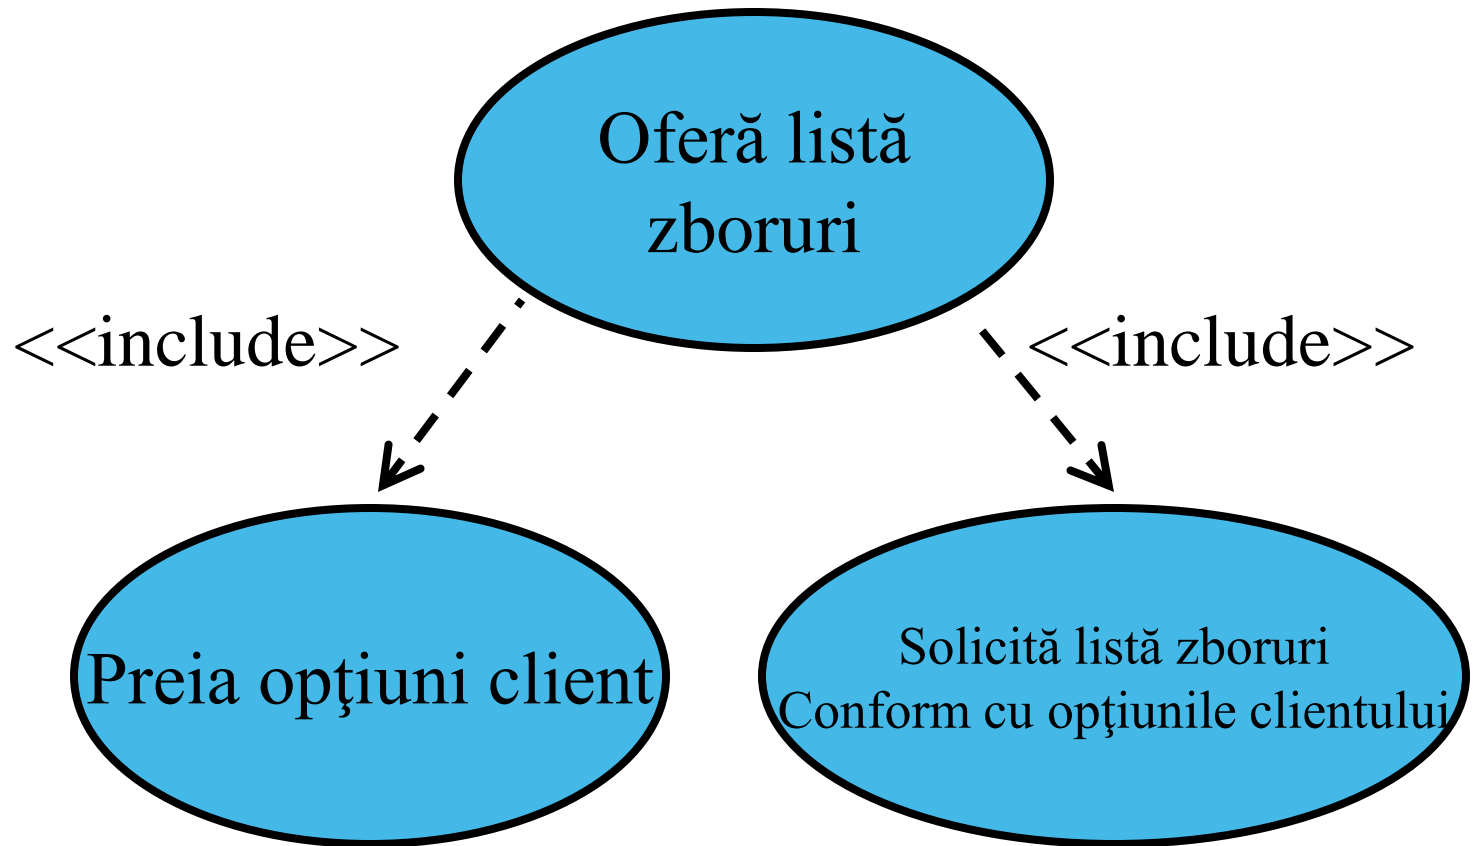 Oferă listă
zboruri
<<include>>
<<include>>
Preia opţiuni client
Solicită listă zboruri
Conform cu opţiunile clientului